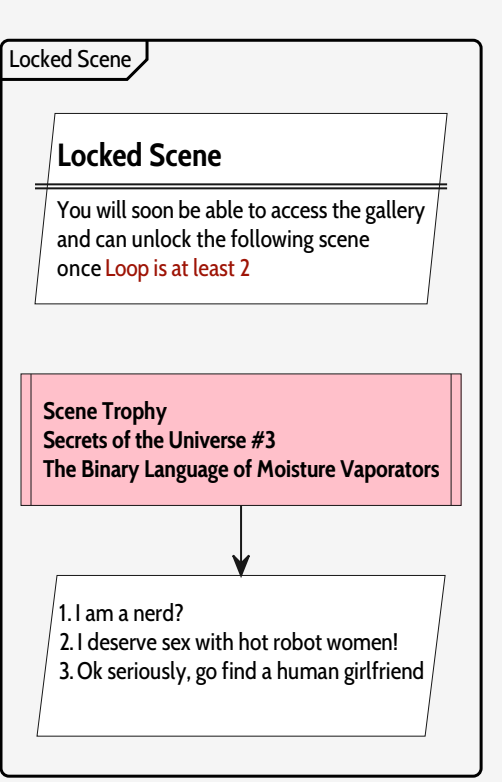 Locked Scene
Locked Scene
You will soon be able to access the gallery
and can unlock the following scene
once Loop is at least 2
Scene Trophy
Secrets of the Universe #3
The Binary Language of Moisture Vaporators
1. I am a nerd?
2. I deserve sex with hot robot women!
3. Ok seriously, go find a human girlfriend